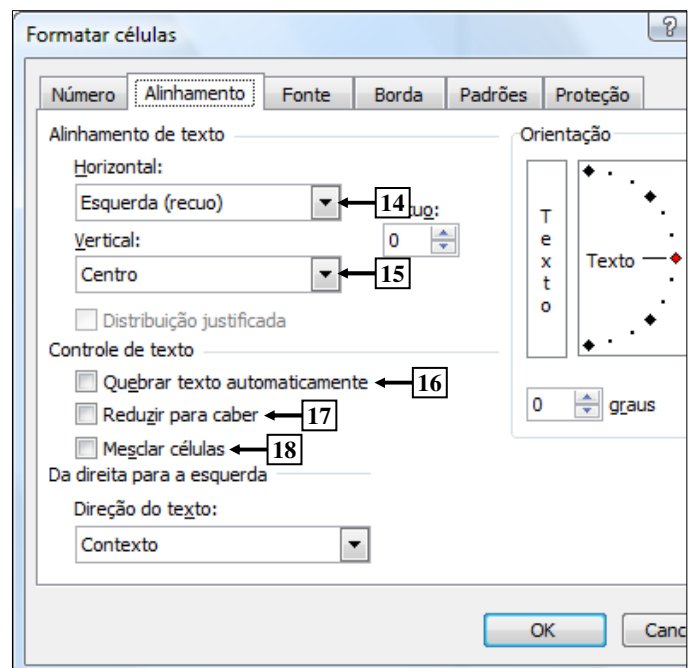 Formatar células
?
Número Alinhamento Fonte Borda Padrões Proteção
Alinhamento de texto
Horizontal:
Esquerda (recuo)
14
uo:
Vertical:
0
Centro
15
Distribuição justificada
Controle de texto
Quebrar texto automaticamente
16
Reduzir para caber
17
Mesclar células
18
Da direita para a esquerda
Direção do texto:
Contexto
Orientação
T
e
x
t
o
Texto
0 graus
OK Canc